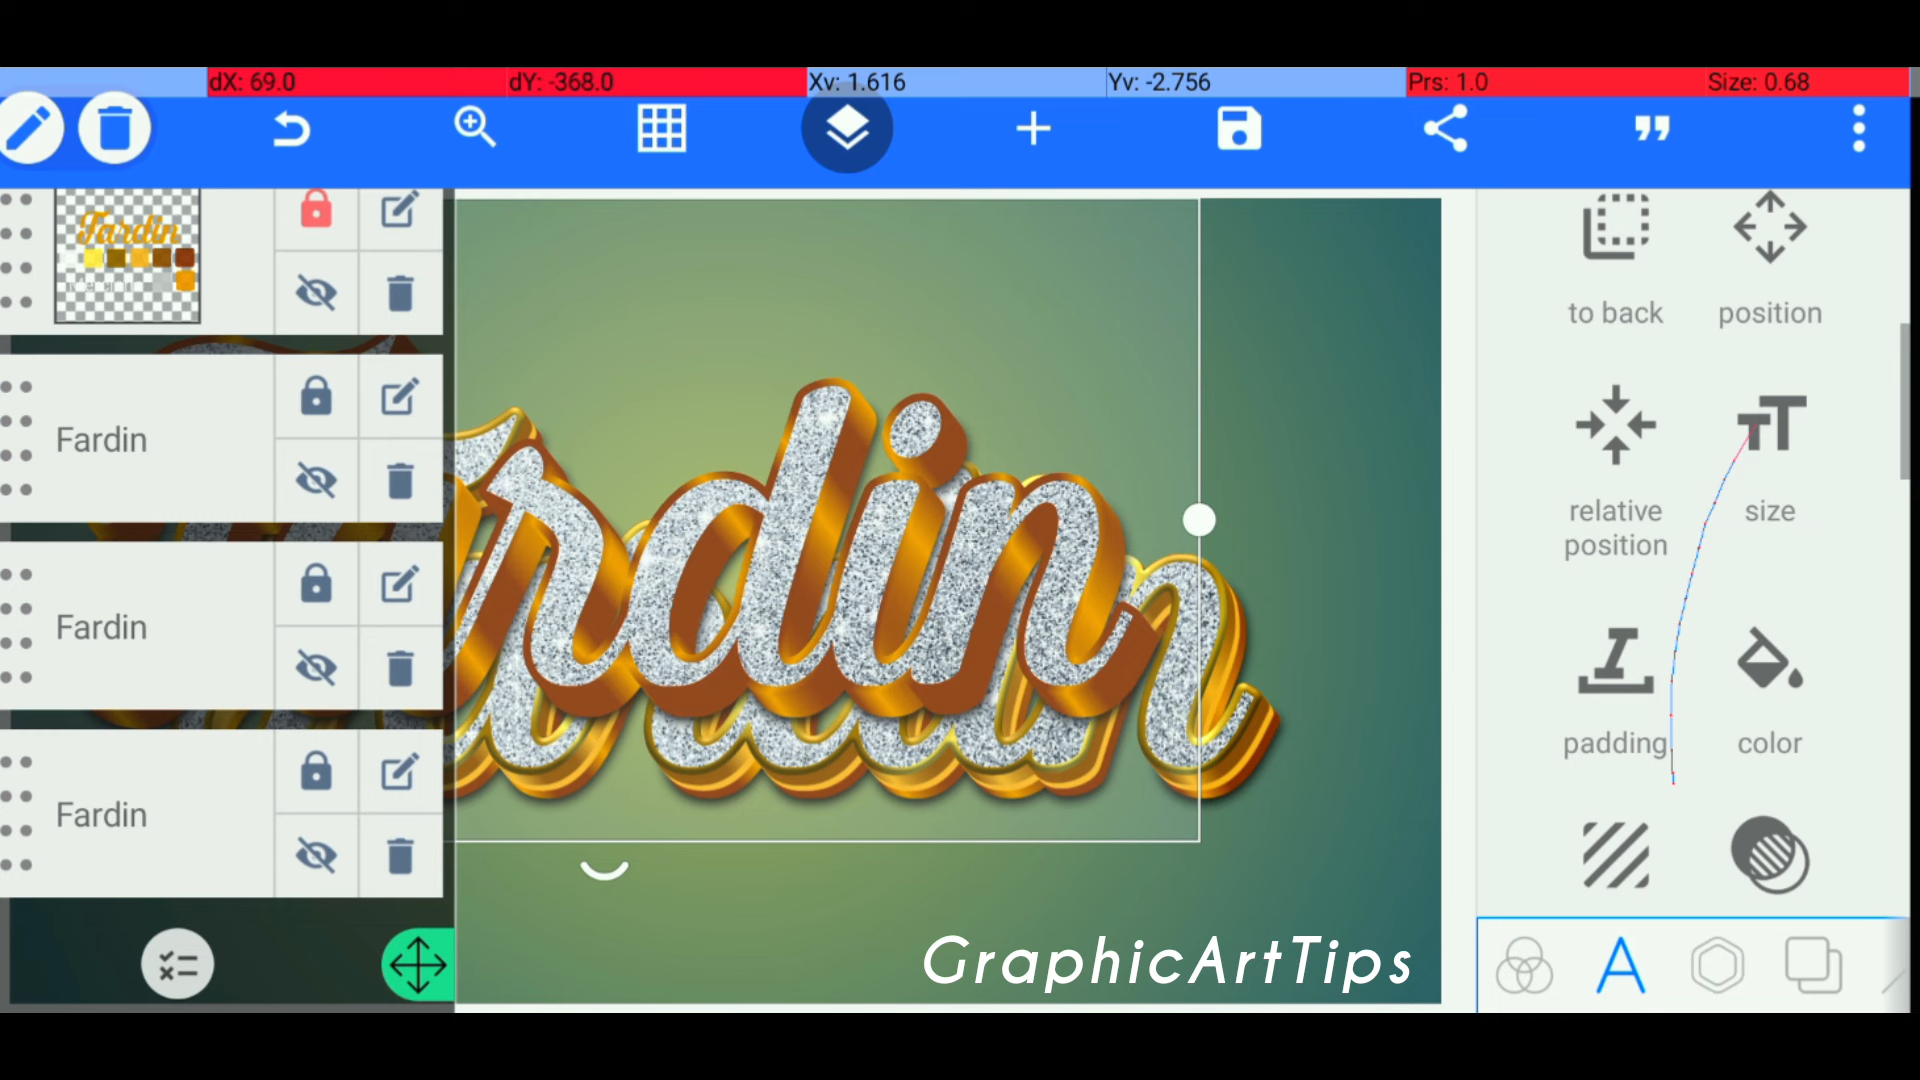 dX: 69.0 dY: -368.0 Xv: 1.616 Yv: -2.756 Prs: 1.0 Size: 0.68
Fardin
Fardin
Fardin
Fardin
rdin
to back position
relative position size
padding color
GraphicArtTips